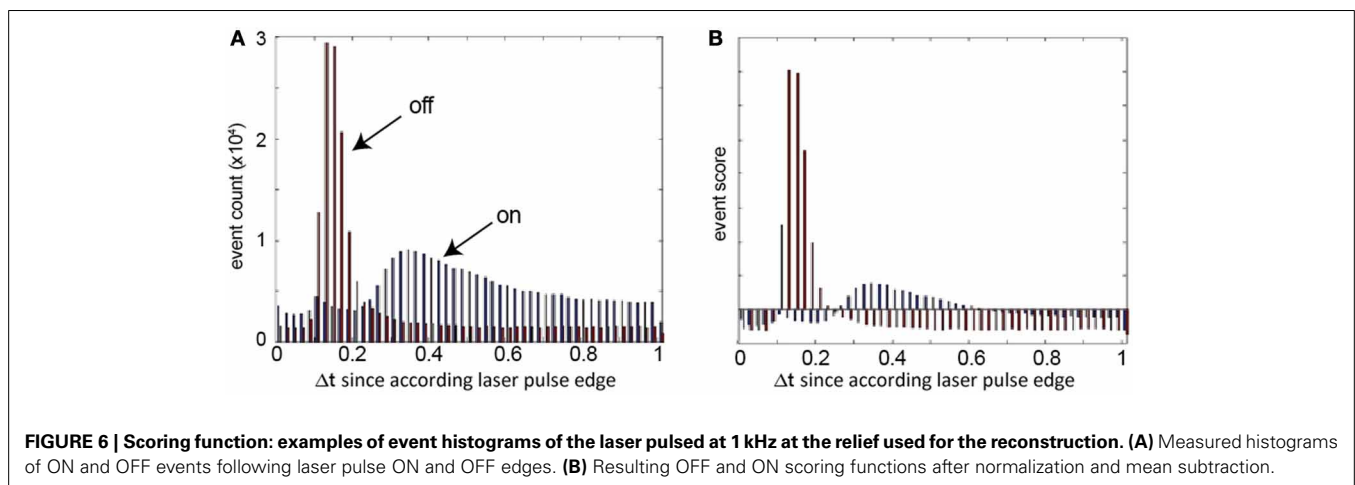 A
3
2
1
0
event count (x10⁴)
off
on
0 0.2 0.4 0.6 0.8 1
Δt since according laser pulse edge
B
event score
0 0.2 0.4 0.6 0.8 1
Δt since according laser pulse edge
FIGURE 6 | Scoring function: examples of event histograms of the laser pulsed at 1 kHz at the relief used for the reconstruction. (A) Measured histograms
of ON and OFF events following laser pulse ON and OFF edges. (B) Resulting OFF and ON scoring functions after normalization and mean subtraction.